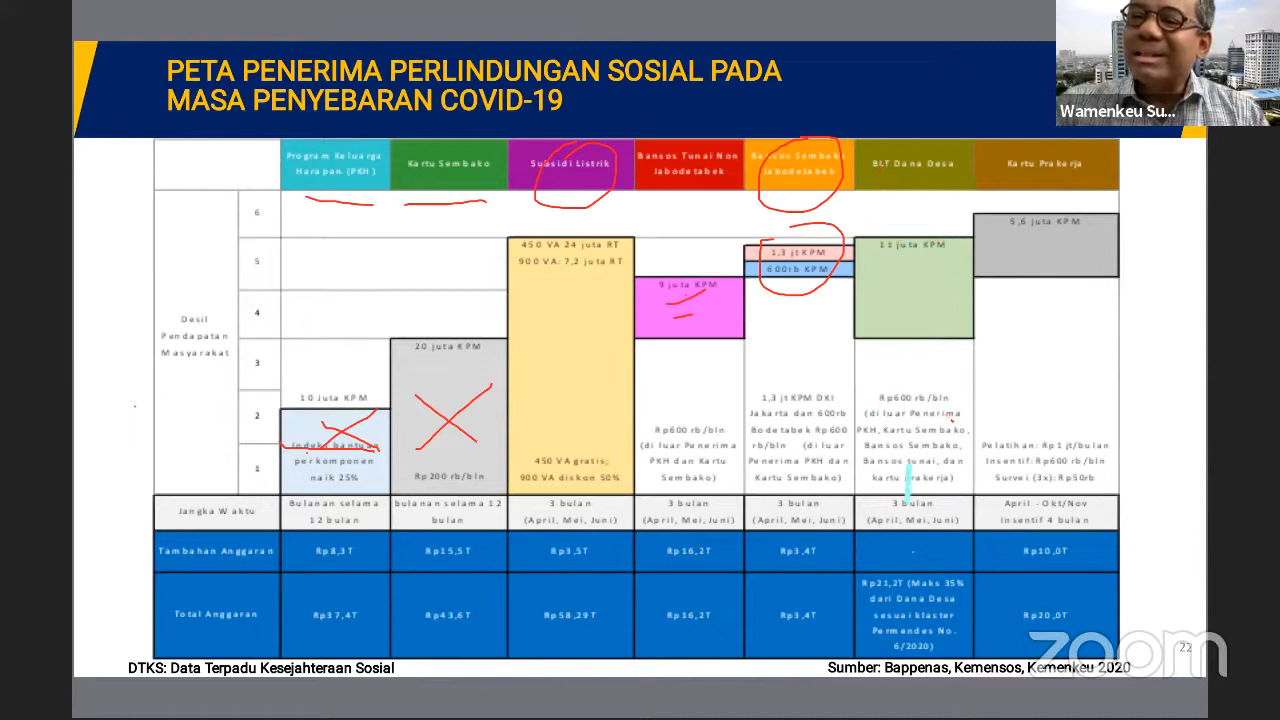 PETA PENERIMA PERLINDUNGAN SOSIAL PADA
MASA PENYEBARAN COVID-19
Wamenkeu Su...
Program Keluarga
Harapan (PKH)
Kartu Sembako
Subsidi Listrik
Bansos Tunai Non
Jabodetabek
Bansos Sembako
Jabodetabek
BLT Dana Desa
Kartu Prakerja
Desil
Pendapatan
Masyarakat
6
5
4
3
2
1
10 Juta KPM
indeks bantuan
perkomponen
naik 25%
20 juta KPM
Rp200 rb/bln
450 VA 24 juta RT
900 VA: 7,2 juta RT
450 VA gratis;
900 VA diskon 50%
9 juta KPM
Rp600 rb/bln
(di luar Penerima
PKH dan Kartu
Sembako)
1,3 jt KPM
600rb KPM
1,3 jt KPM DKI
Jakarta dan 600rb
Bodetabek Rp600
rb/bln (di luar
Penerima PKH dan
Kartu Sembako)
11 juta KPM
Rp600 rb/bln
(di luar Penerima
PKH, Kartu Sembako,
Bansos Sembako,
Bansos tunai, dan
kartu Prakerja)
5,6 juta KPM
Pelatihan: Rp1 jt/bulan
Insentif: Rp600 rb/bln
Survei (3x): Rp50rb
Jangka Waktu
Bulanan selama
12 bulan
bulanan selama 12
bulan
3 bulan
(April, Mei, Juni)
3 bulan
(April, Mei, Juni)
3 bulan
(April, Mei, Juni)
3 bulan
(April, Mei, Juni)
April - Okt/Nov
Insentif 4 bulan
Tambahan Anggaran
Rp8,3T
Rp15,5T
Rp3,5T
Rp16,2T
Rp3,4T
-
Rp10,0T
Total Anggaran
Rp37,4T
Rp43,6T
Rp58,29T
Rp16,2T
Rp3,4T
Rp21,2T (Maks 35%
dari Dana Desa
sesuai klaster
Permendes No.
6/2020)
Rp20,0T
zoom
22
DTKS: Data Terpadu Kesejahteraan Sosial
Sumber: Bappenas, Kemensos, Kemenkeu 2020